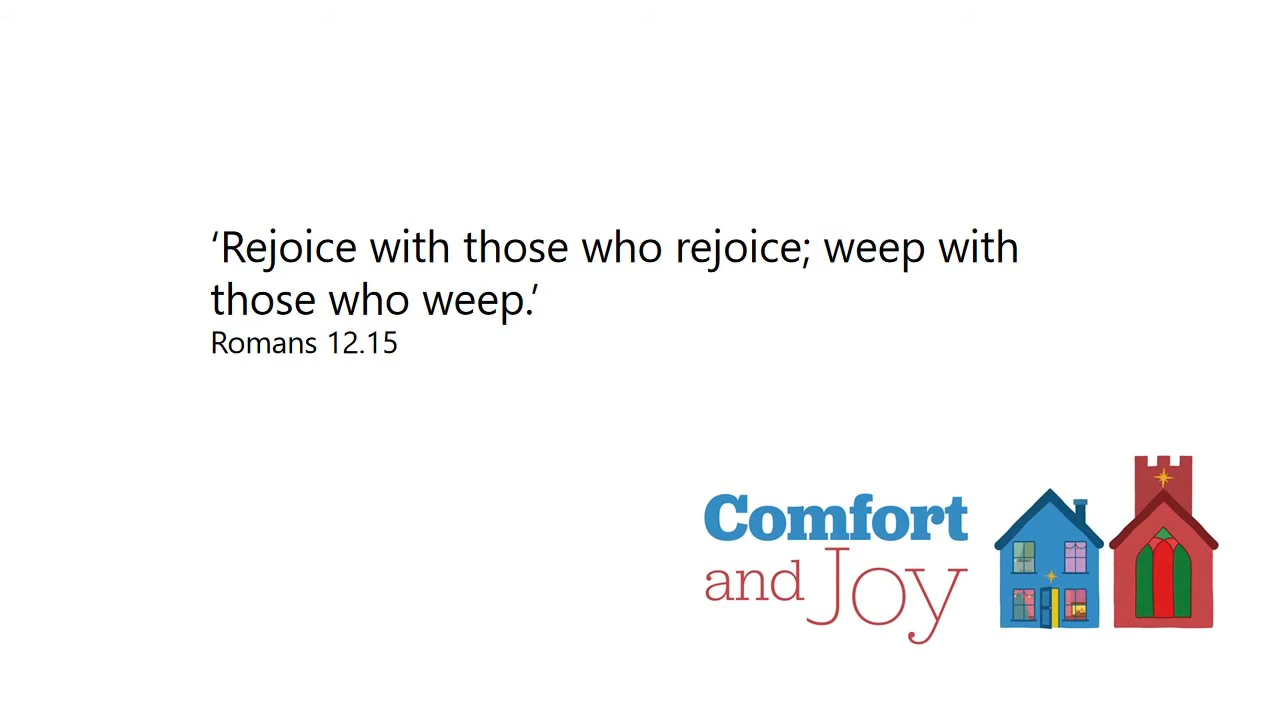 ‘Rejoice with those who rejoice; weep with
those who weep.’
Romans 12.15
Comfort
and Joy